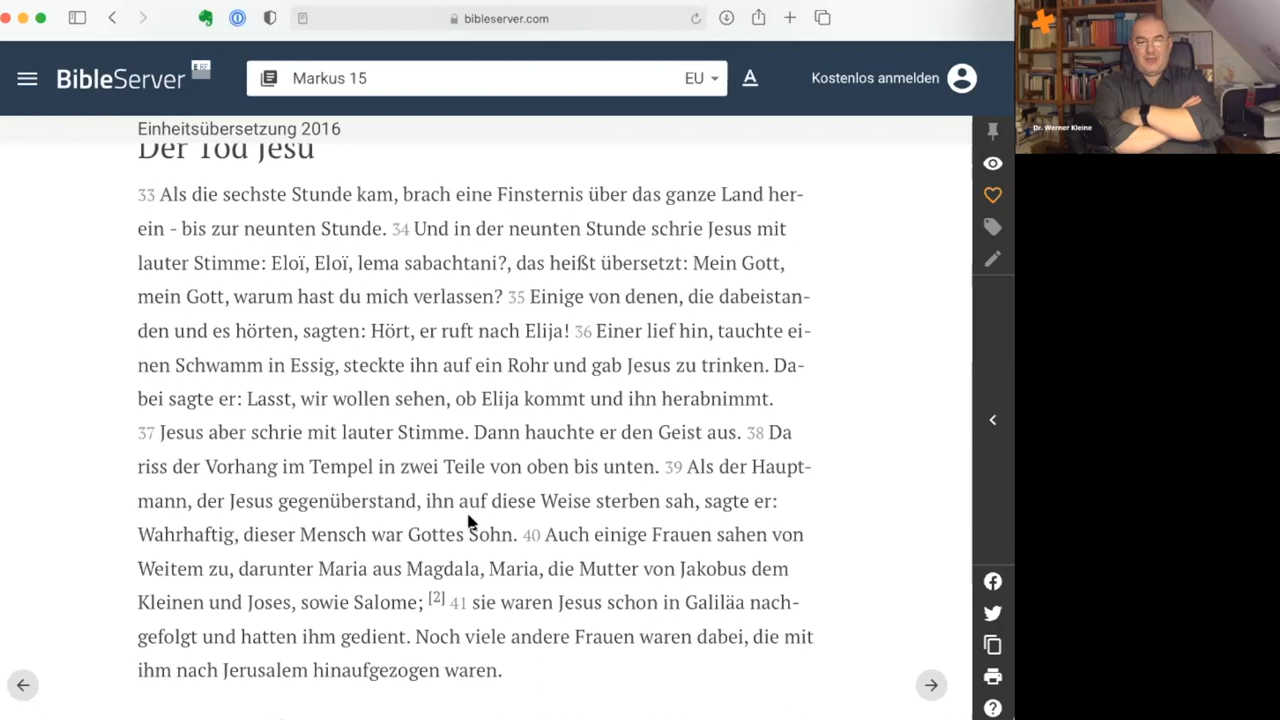 bibleserver.com
BibleServer
ERF
Markus 15
EU
A
Kostenlos anmelden
Dr. Werner Kleine
Einheitsübersetzung 2016
Der Tod Jesu
33 Als die sechste Stunde kam, brach eine Finsternis über das ganze Land her-
ein - bis zur neunten Stunde. 34 Und in der neunten Stunde schrie Jesus mit
lauter Stimme: Eloï, Eloï, lema sabachtani?, das heißt übersetzt: Mein Gott,
mein Gott, warum hast du mich verlassen? 35 Einige von denen, die dabeistan-
den und es hörten, sagten: Hört, er ruft nach Elija! 36 Einer lief hin, tauchte ei-
nen Schwamm in Essig, steckte ihn auf ein Rohr und gab Jesus zu trinken. Da-
bei sagte er: Lasst, wir wollen sehen, ob Elija kommt und ihn herabnimmt.
37 Jesus aber schrie mit lauter Stimme. Dann hauchte er den Geist aus. 38 Da
riss der Vorhang im Tempel in zwei Teile von oben bis unten. 39 Als der Haupt-
mann, der Jesus gegenüberstand, ihn auf diese Weise sterben sah, sagte er:
Wahrhaftig, dieser Mensch war Gottes Sohn. 40 Auch einige Frauen sahen von
Weitem zu, darunter Maria aus Magdala, Maria, die Mutter von Jakobus dem
Kleinen und Joses, sowie Salome; [2] 41 sie waren Jesus schon in Galiläa nach-
gefolgt und hatten ihm gedient. Noch viele andere Frauen waren dabei, die mit
ihm nach Jerusalem hinaufgezogen waren.